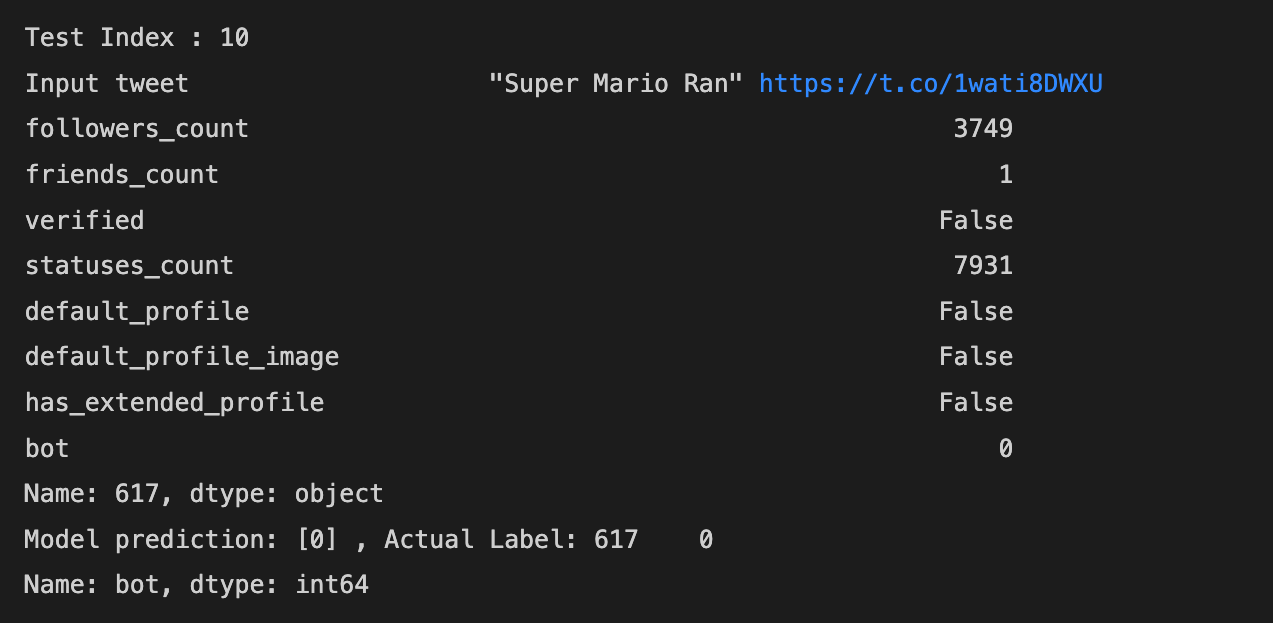 Test Index : 10
Input tweet "Super Mario Ran" https://t.co/1wati8DWXU
followers_count 3749
friends_count 1
verified False
statuses_count 7931
default_profile False
default_profile_image False
has_extended_profile False
bot 0
Name: 617, dtype: object
Model prediction: [0] , Actual Label: 617 0
Name: bot, dtype: int64